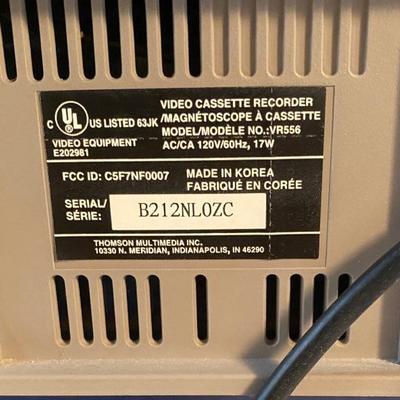 VIDEO CASSETTE RECORDER
/MAGNÉTOSCOPE À CASSETTE
C UL US LISTED 63JK
MODEL/MODÈLE NO.:VR556
VIDEO EQUIPMENT
E202981
AC/CA 120V/60Hz, 17W
FCC ID: C5F7NF0007
MADE IN KOREA
FABRIQUÉ EN CORÉE
SERIAL/
SÉRIE:
B212NL0ZC
THOMSON MULTIMEDIA INC.
10330 N. MERIDIAN, INDIANAPOLIS, IN 46290